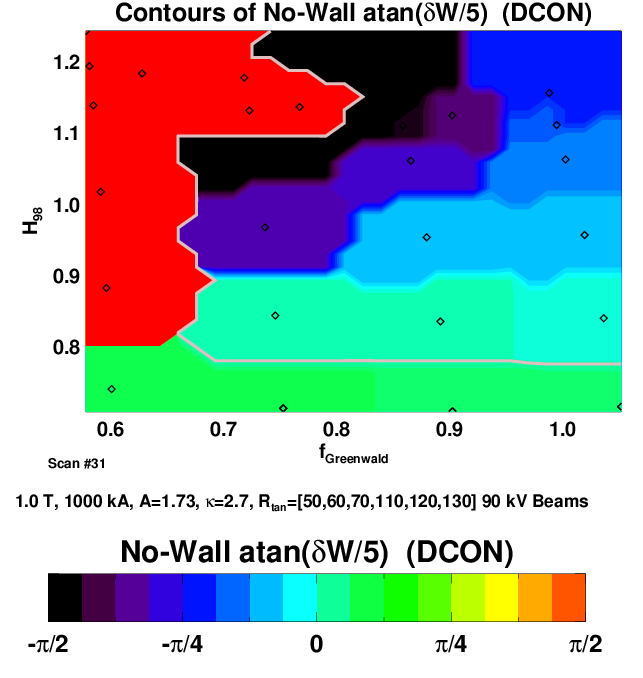 Contours of No-Wall atan(δW/5) (DCON)
1.2
1.1
1.0
0.9
0.8
H98
0.6 0.7 0.8 0.9 1.0
fGreenwald
Scan #31
1.0 T, 1000 kA, A=1.73, κ=2.7, Rtan=[50,60,70,110,120,130] 90 kV Beams
No-Wall atan(δW/5) (DCON)
-π/2 -π/4 0 π/4 π/2